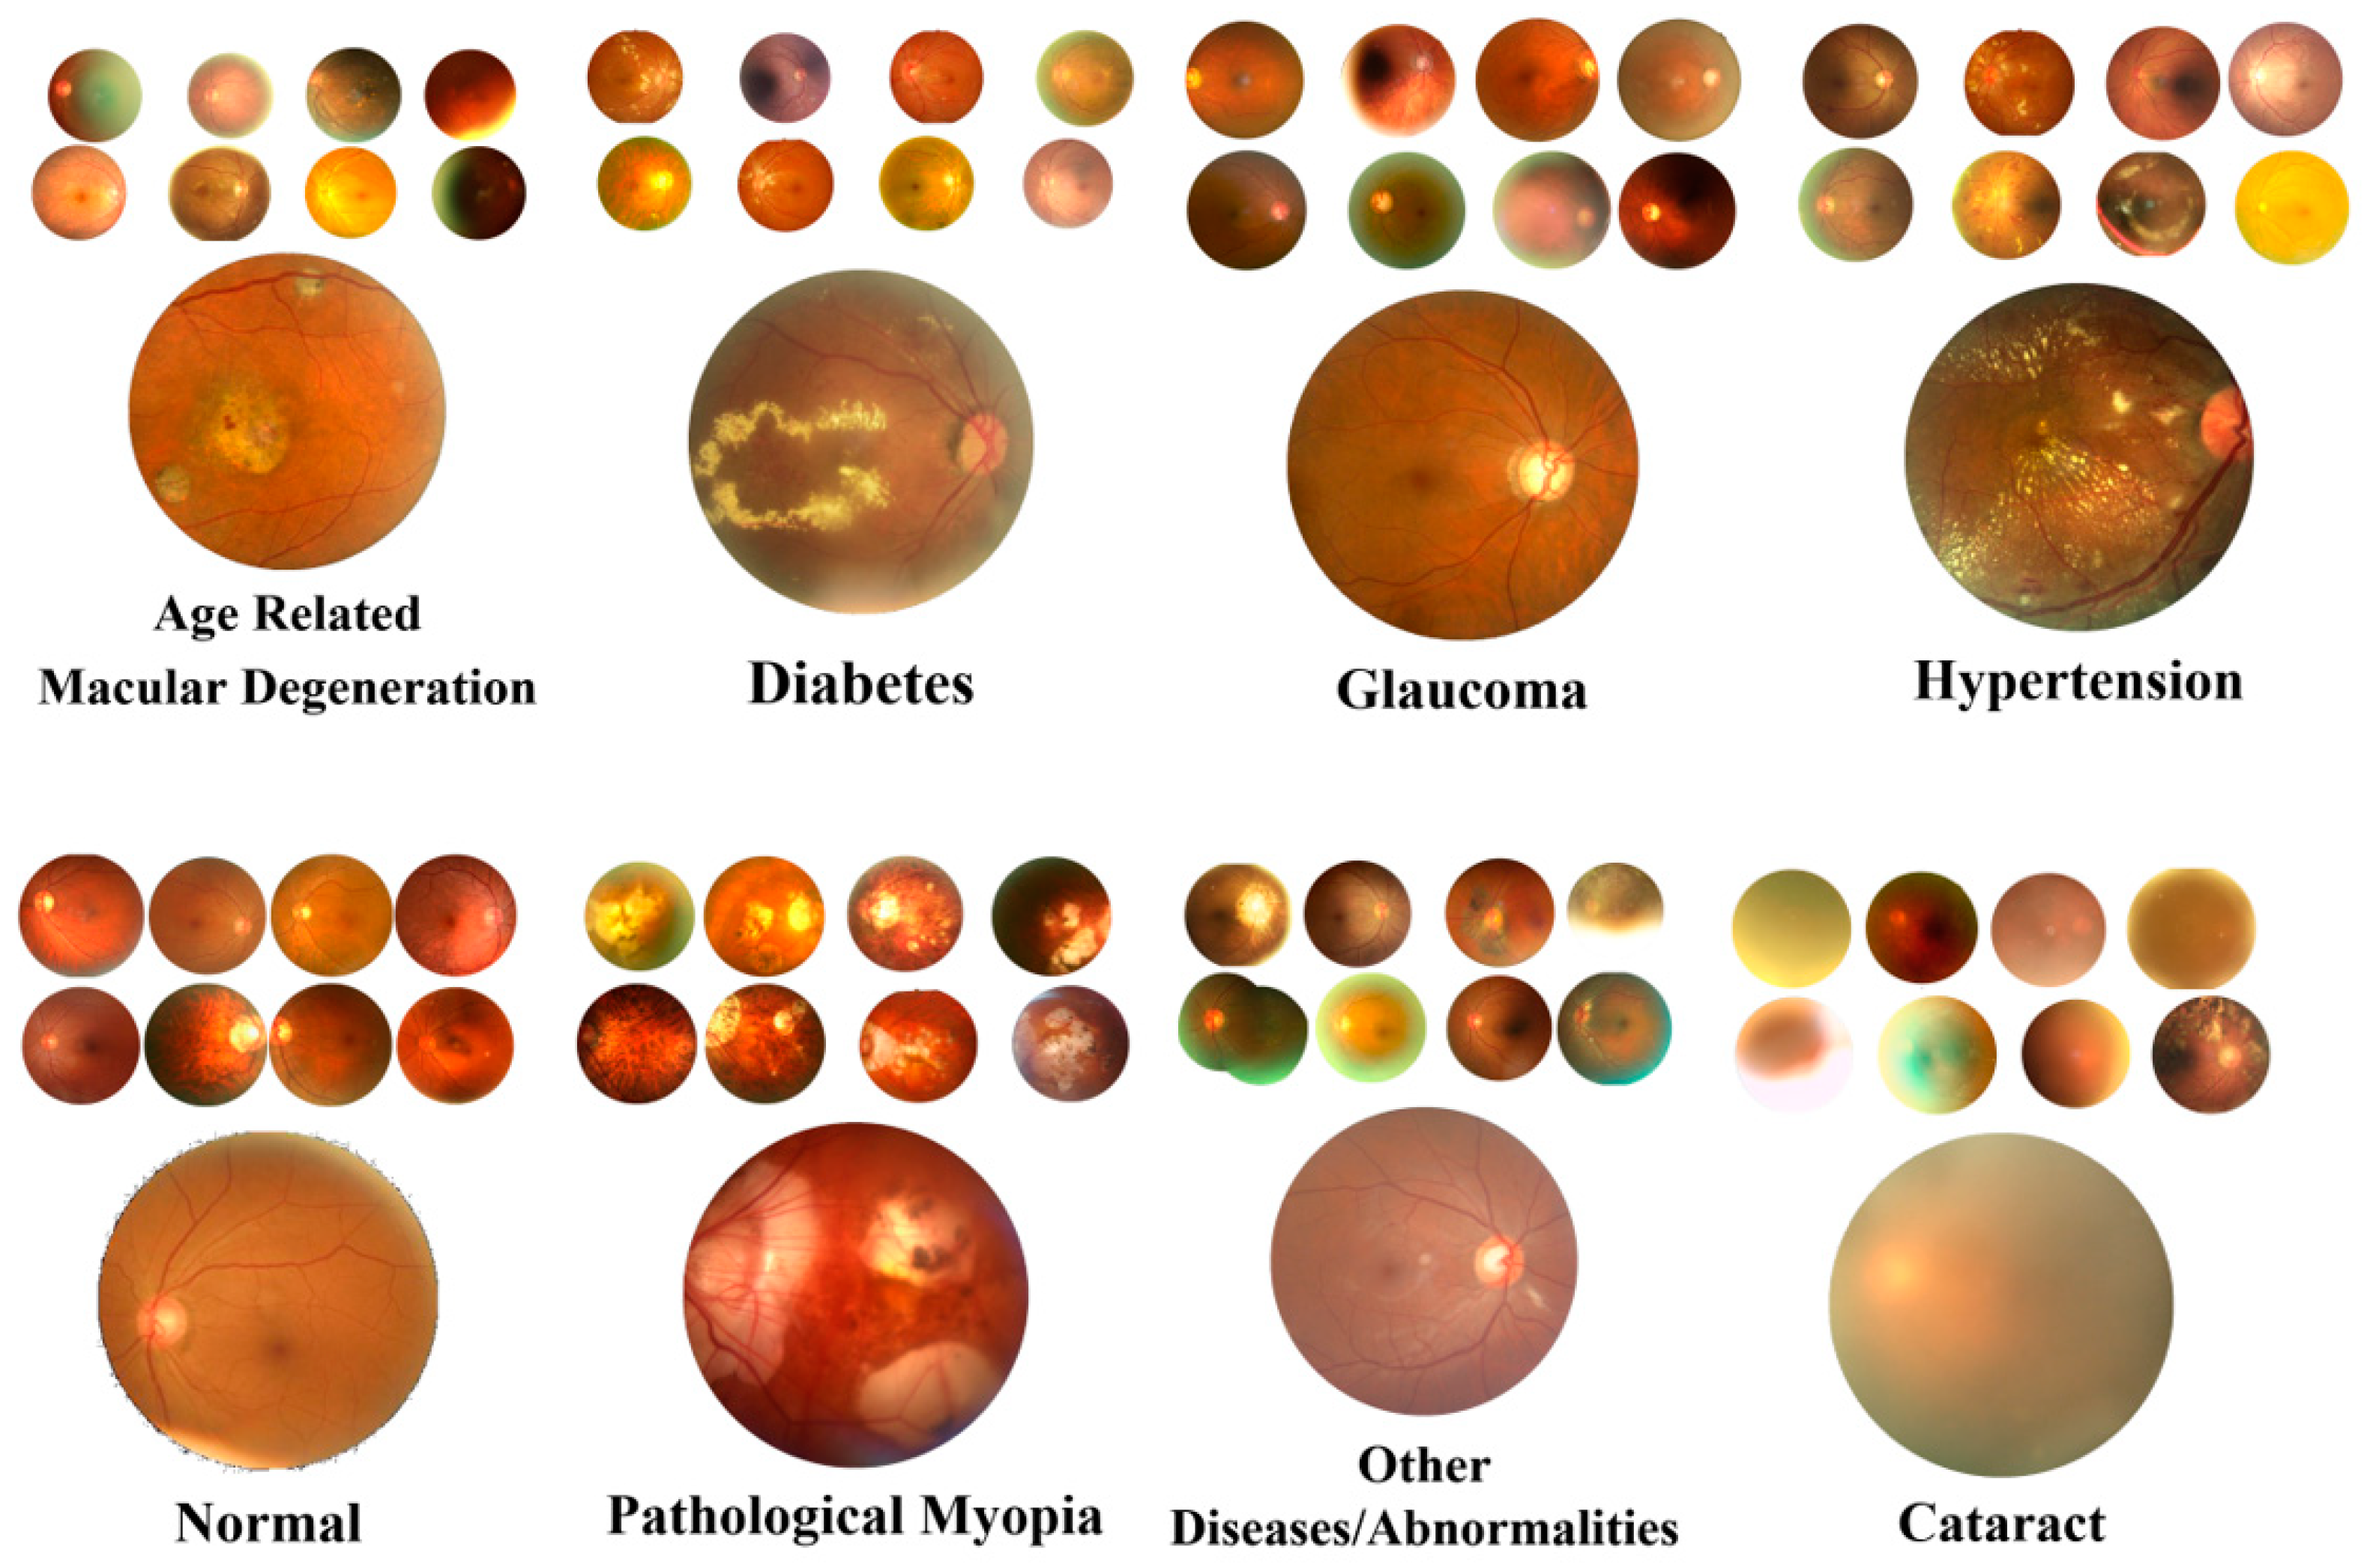 Age Related
Macular Degeneration
Diabetes
Glaucoma
Hypertension
Normal
Pathological Myopia
Other
Diseases/Abnormalities
Cataract